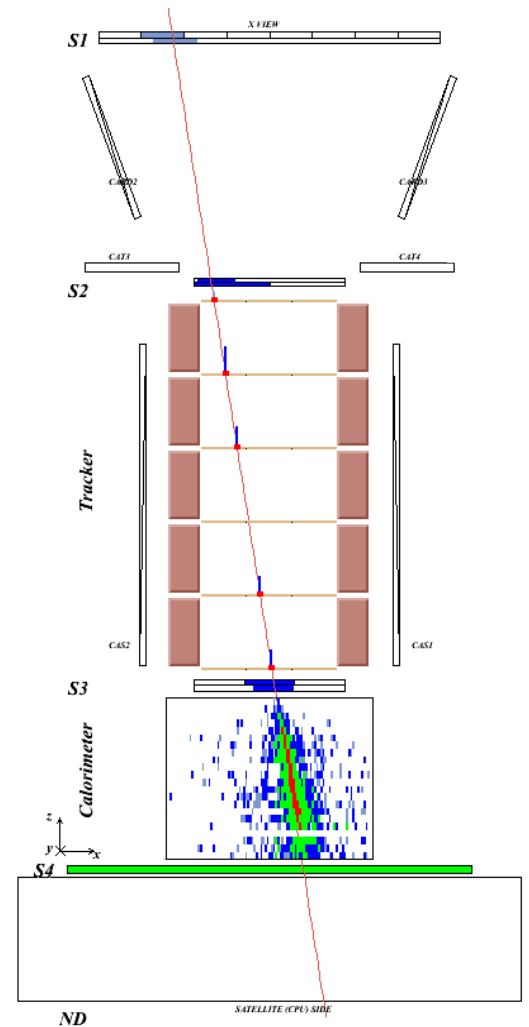 X VIEW
S1
CARD2
CARD3
CAT3
CAT4
S2
Tracker
CAS2
CAS1
S3
Calorimeter
z
y
x
S4
SATELLITE (CPU) SIDE
ND